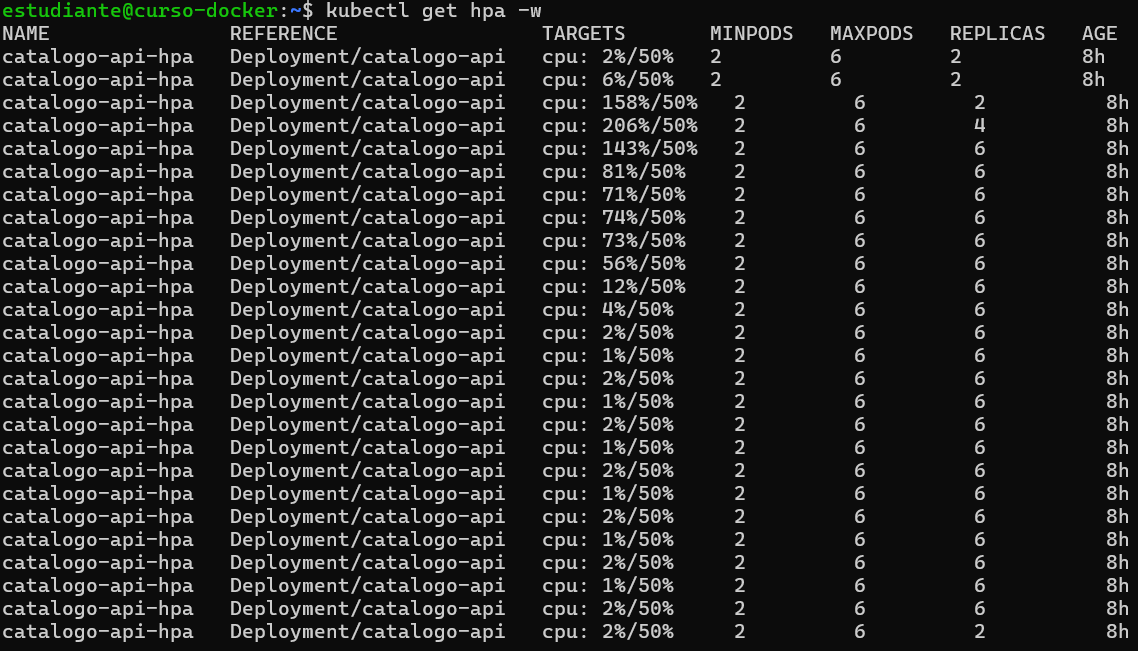 estudiante@curso-docker:~$ kubectl get hpa -w
NAME REFERENCE TARGETS MINPODS MAXPODS REPLICAS AGE
catalogo-api-hpa Deployment/catalogo-api cpu: 2%/50% 2 6 2 8h
catalogo-api-hpa Deployment/catalogo-api cpu: 6%/50% 2 6 2 8h
catalogo-api-hpa Deployment/catalogo-api cpu: 158%/50% 2 6 2 8h
catalogo-api-hpa Deployment/catalogo-api cpu: 206%/50% 2 6 4 8h
catalogo-api-hpa Deployment/catalogo-api cpu: 143%/50% 2 6 6 8h
catalogo-api-hpa Deployment/catalogo-api cpu: 81%/50% 2 6 6 8h
catalogo-api-hpa Deployment/catalogo-api cpu: 71%/50% 2 6 6 8h
catalogo-api-hpa Deployment/catalogo-api cpu: 74%/50% 2 6 6 8h
catalogo-api-hpa Deployment/catalogo-api cpu: 73%/50% 2 6 6 8h
catalogo-api-hpa Deployment/catalogo-api cpu: 56%/50% 2 6 6 8h
catalogo-api-hpa Deployment/catalogo-api cpu: 12%/50% 2 6 6 8h
catalogo-api-hpa Deployment/catalogo-api cpu: 4%/50% 2 6 6 8h
catalogo-api-hpa Deployment/catalogo-api cpu: 2%/50% 2 6 6 8h
catalogo-api-hpa Deployment/catalogo-api cpu: 1%/50% 2 6 6 8h
catalogo-api-hpa Deployment/catalogo-api cpu: 2%/50% 2 6 6 8h
catalogo-api-hpa Deployment/catalogo-api cpu: 1%/50% 2 6 6 8h
catalogo-api-hpa Deployment/catalogo-api cpu: 2%/50% 2 6 6 8h
catalogo-api-hpa Deployment/catalogo-api cpu: 1%/50% 2 6 6 8h
catalogo-api-hpa Deployment/catalogo-api cpu: 2%/50% 2 6 6 8h
catalogo-api-hpa Deployment/catalogo-api cpu: 1%/50% 2 6 6 8h
catalogo-api-hpa Deployment/catalogo-api cpu: 2%/50% 2 6 6 8h
catalogo-api-hpa Deployment/catalogo-api cpu: 1%/50% 2 6 6 8h
catalogo-api-hpa Deployment/catalogo-api cpu: 2%/50% 2 6 6 8h
catalogo-api-hpa Deployment/catalogo-api cpu: 1%/50% 2 6 6 8h
catalogo-api-hpa Deployment/catalogo-api cpu: 2%/50% 2 6 6 8h
catalogo-api-hpa Deployment/catalogo-api cpu: 2%/50% 2 6 2 8h